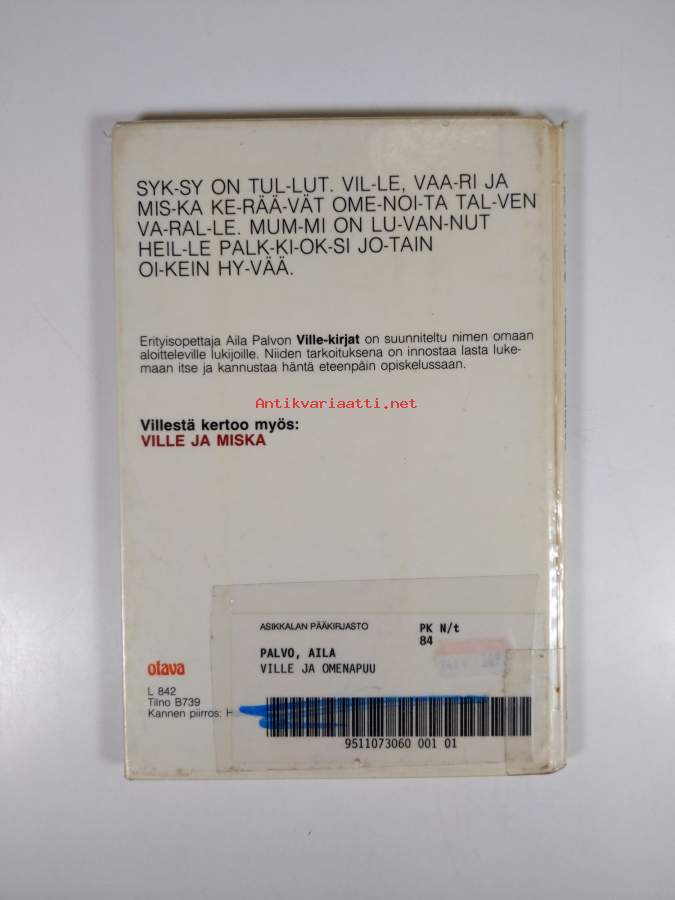 SYK-SY ON TUL-LUT. VIL-LE, VAA-RI JA
MIS-KA KE-RÄÄ-VÄT OME-NOI-TA TAL-VEN
VA-RAL-LE. MUM-MI ON LU-VAN-NUT
HEIL-LE PALK-KI-OK-SI JO-TAIN
OI-KEIN HY-VÄÄ.
Erityisopettaja Aila Palvon Ville-kirjat on suunniteltu nimen omaan
aloitteleville lukijoille. Niiden tarkoituksena on innostaa lasta luke-
maan itse ja kannustaa häntä eteenpäin opiskelussaan.
Antikvariaatti.net
Villestä kertoo myös:
VILLE JA MISKA
ASIKKALAN PÄÄKIRJASTO
PK N/t
84
PALVO, AILA
VILLE JA OMENAPUU
otava
L 842
Tilno B739
Kannen piirros: H
9511073060 001 01